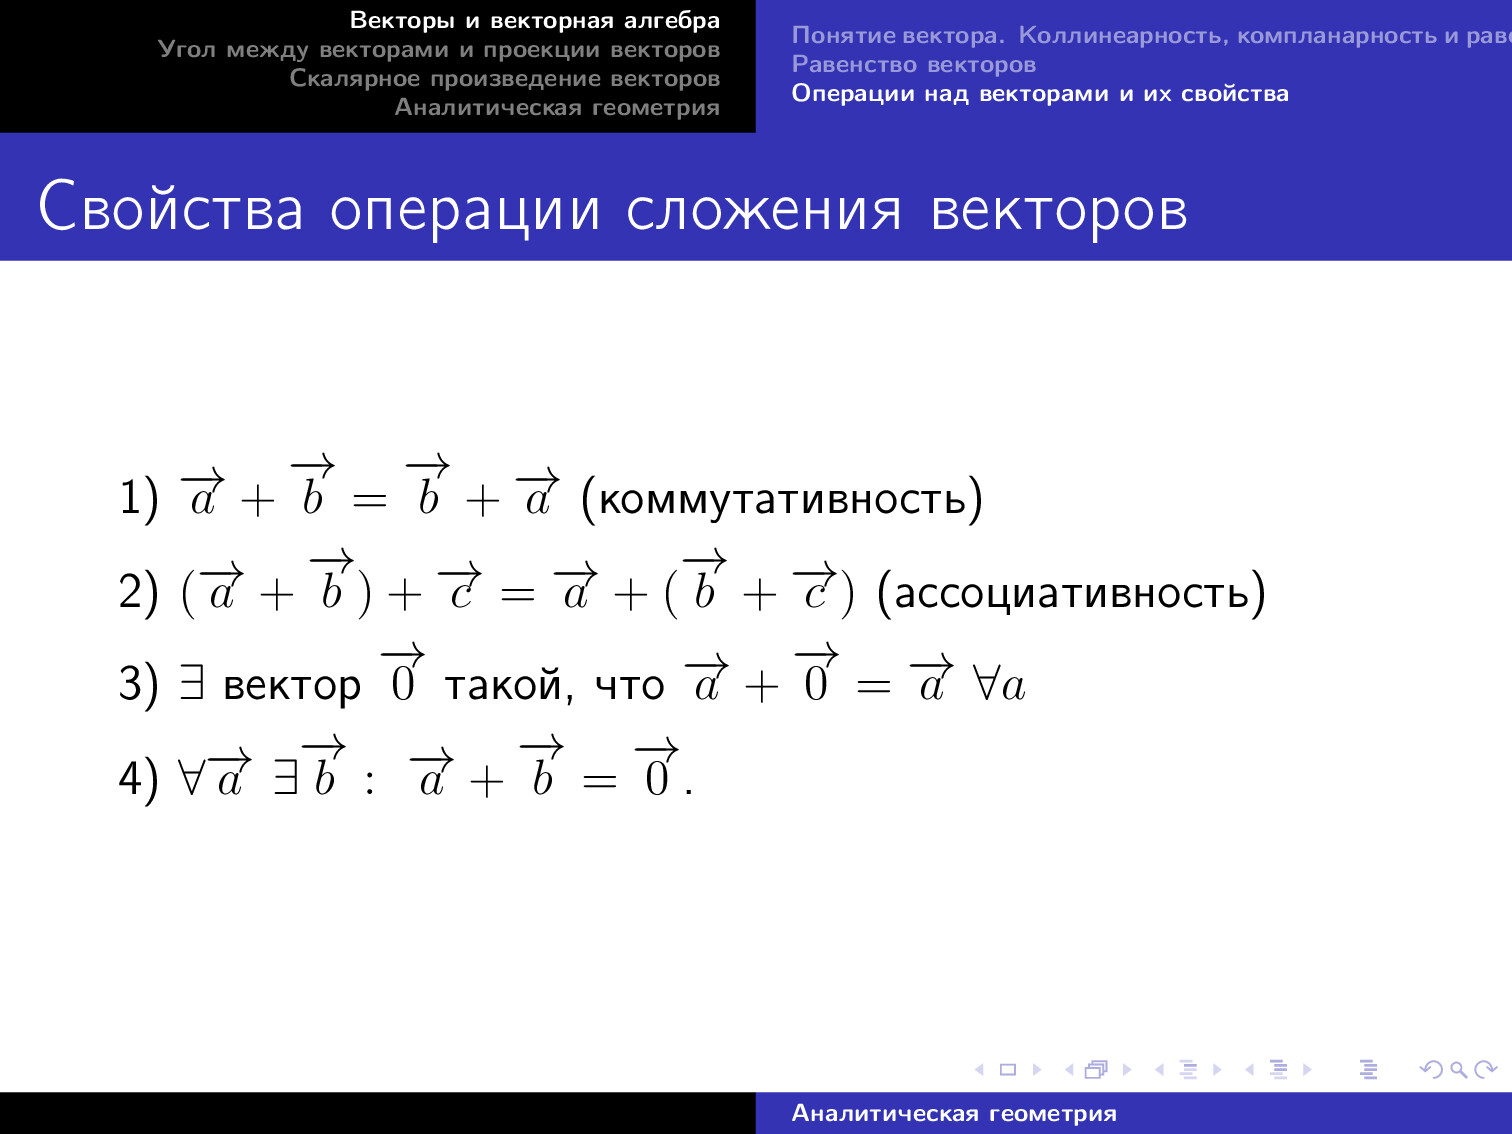 Векторы и векторная алгебра
Угол между векторами и проекции векторов
Скалярное произведение векторов
Аналитическая геометрия
Понятие вектора. Коллинеарность, компланарность и
Равенство векторов
Операции над векторами и их свойства
Свойства операции сложения векторов
1) $\overrightarrow{a} + \overrightarrow{b} = \overrightarrow{b} + \overrightarrow{a}$ (коммутативность)
2) $(\overrightarrow{a} + \overrightarrow{b}) + \overrightarrow{c} = \overrightarrow{a} + (\overrightarrow{b} + \overrightarrow{c})$ (ассоциативность)
3) $\exists$ вектор $\overrightarrow{0}$ такой, что $\overrightarrow{a} + \overrightarrow{0} = \overrightarrow{a} \ \forall a$
4) $\forall \overrightarrow{a} \ \exists \overrightarrow{b} : \ \overrightarrow{a} + \overrightarrow{b} = \overrightarrow{0}.$
Аналитическая геометрия